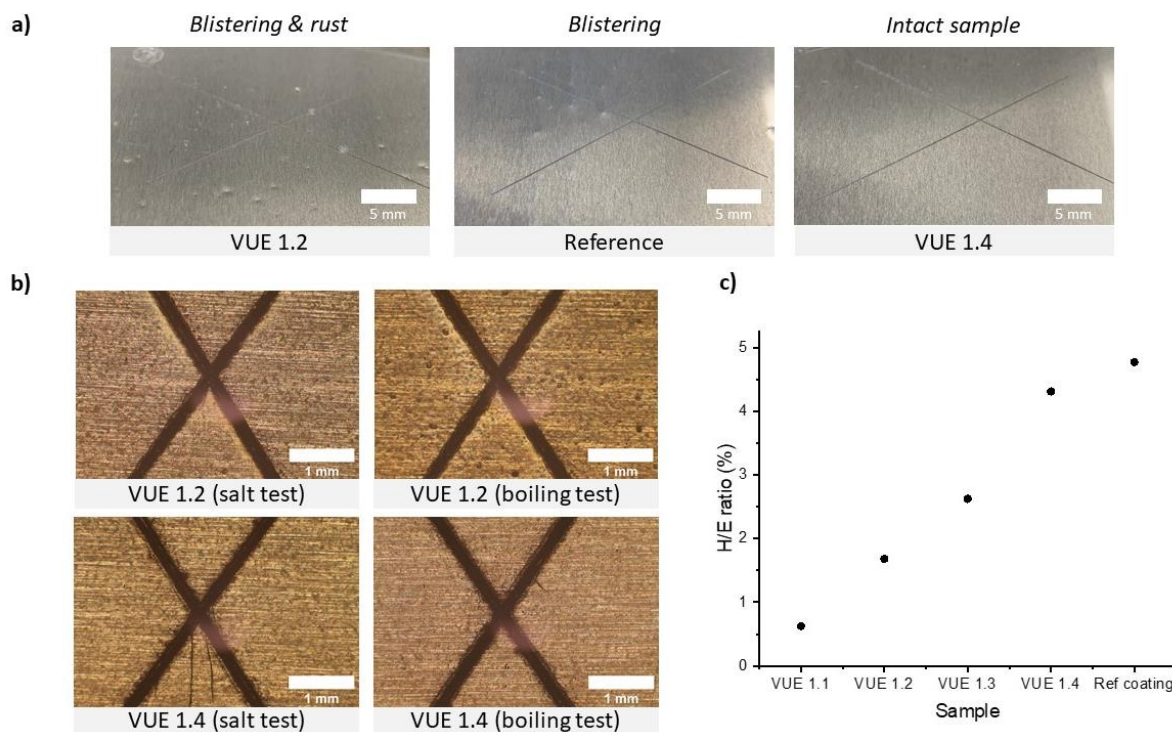 a)
Blistering & rust
Blistering
Intact sample
5 mm
5 mm
5 mm
VUE 1.2
Reference
VUE 1.4
b)
1 mm
1 mm
VUE 1.2 (salt test)
VUE 1.2 (boiling test)
1 mm
1 mm
VUE 1.4 (salt test)
VUE 1.4 (boiling test)
c)
H/E ratio (%)
5
4
3
2
1
0
VUE 1.1 VUE 1.2 VUE 1.3 VUE 1.4 Ref coating
Sample